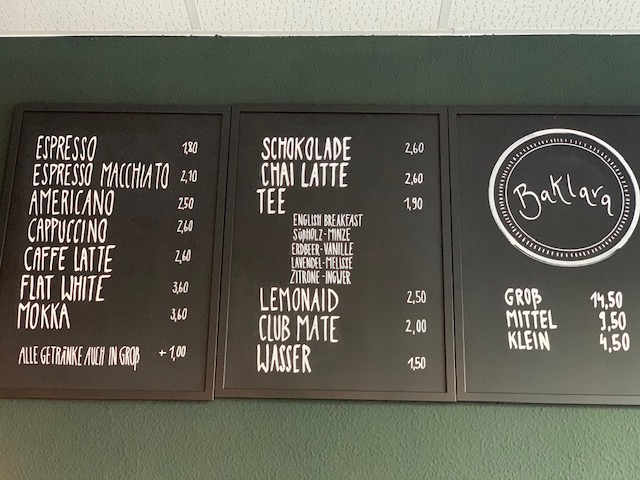 ESPRESSO 1,80
ESPRESSO MACCHIATO 2,10
AMERICANO 2,50
CAPPUCCINO 2,60
CAFFE LATTE 2,60
FLAT WHITE 3,60
MOKKA 3,60
ALLE GETRÄNKE AUCH IN GROß + 1,00
SCHOKOLADE 2,60
CHAI LATTE 2,60
TEE 1,90
ENGLISH BREAKFAST
SÜßHOLZ-MINZE
ERDBEER-VANILLE
LAVENDEL-MELISSE
ZITRONE-INGWER
LEMONAID 2,50
CLUB MATE 2,00
WASSER 1,50
Baklara
GROß 14,50
MITTEL 9,50
KLEIN 4,50